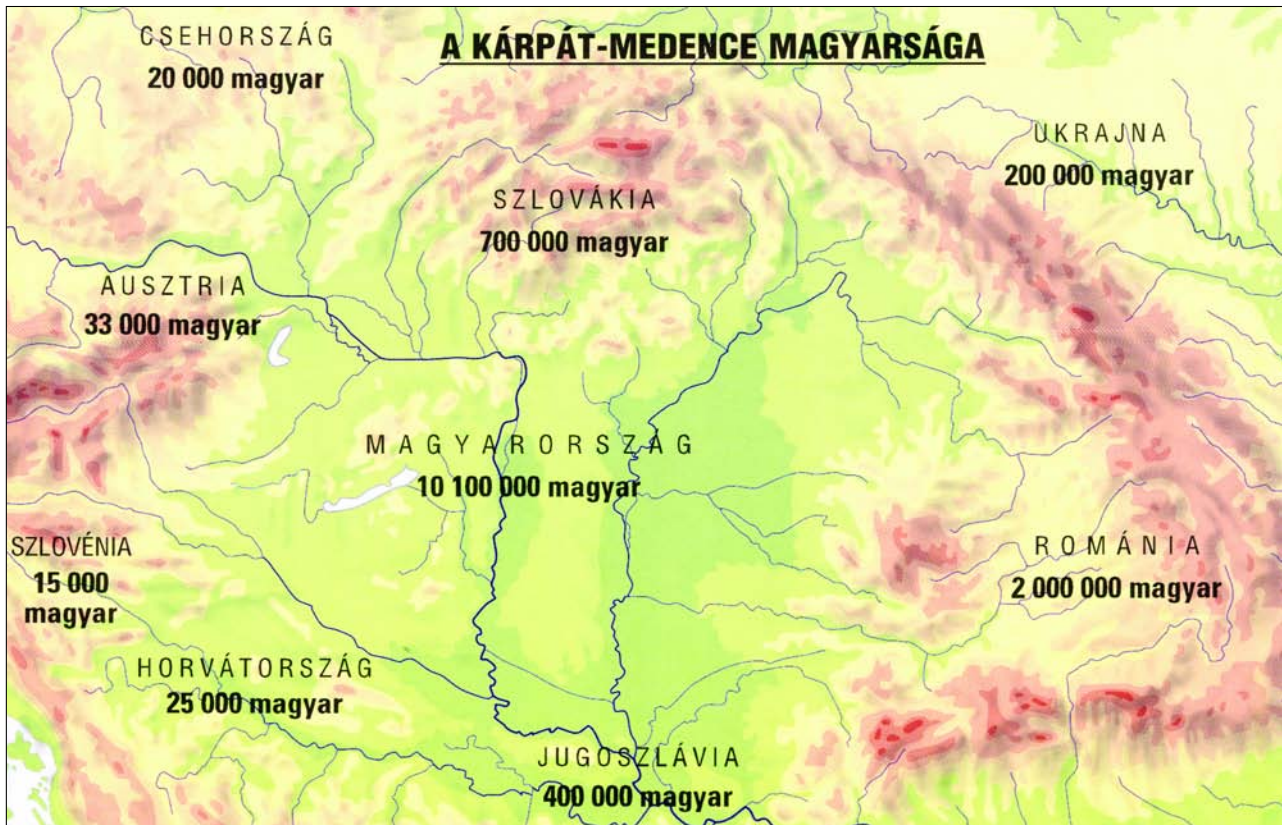 A KÁRPÁT-MEDENCE MAGYARSÁGA
CSEHORSZÁG
20 000 magyar
UKRAJNA
200 000 magyar
SZLOVÁKIA
700 000 magyar
AUSZTRIA
33 000 magyar
MAGYARORSZÁG
10 100 000 magyar
SZLOVÉNIA
15 000
magyar
ROMÁNIA
2 000 000 magyar
HORVÁTORSZÁG
25 000 magyar
JUGOSZLÁVIA
400 000 magyar